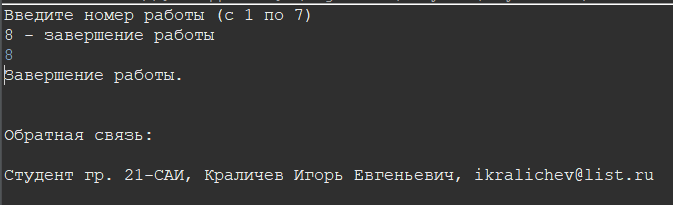 Введите номер работы (с 1 по 7)
8 - завершение работы
8
Завершение работы.
Обратная связь:
Студент гр. 21-САИ, Краличев Игорь Евгеньевич, ikralichev@list.ru